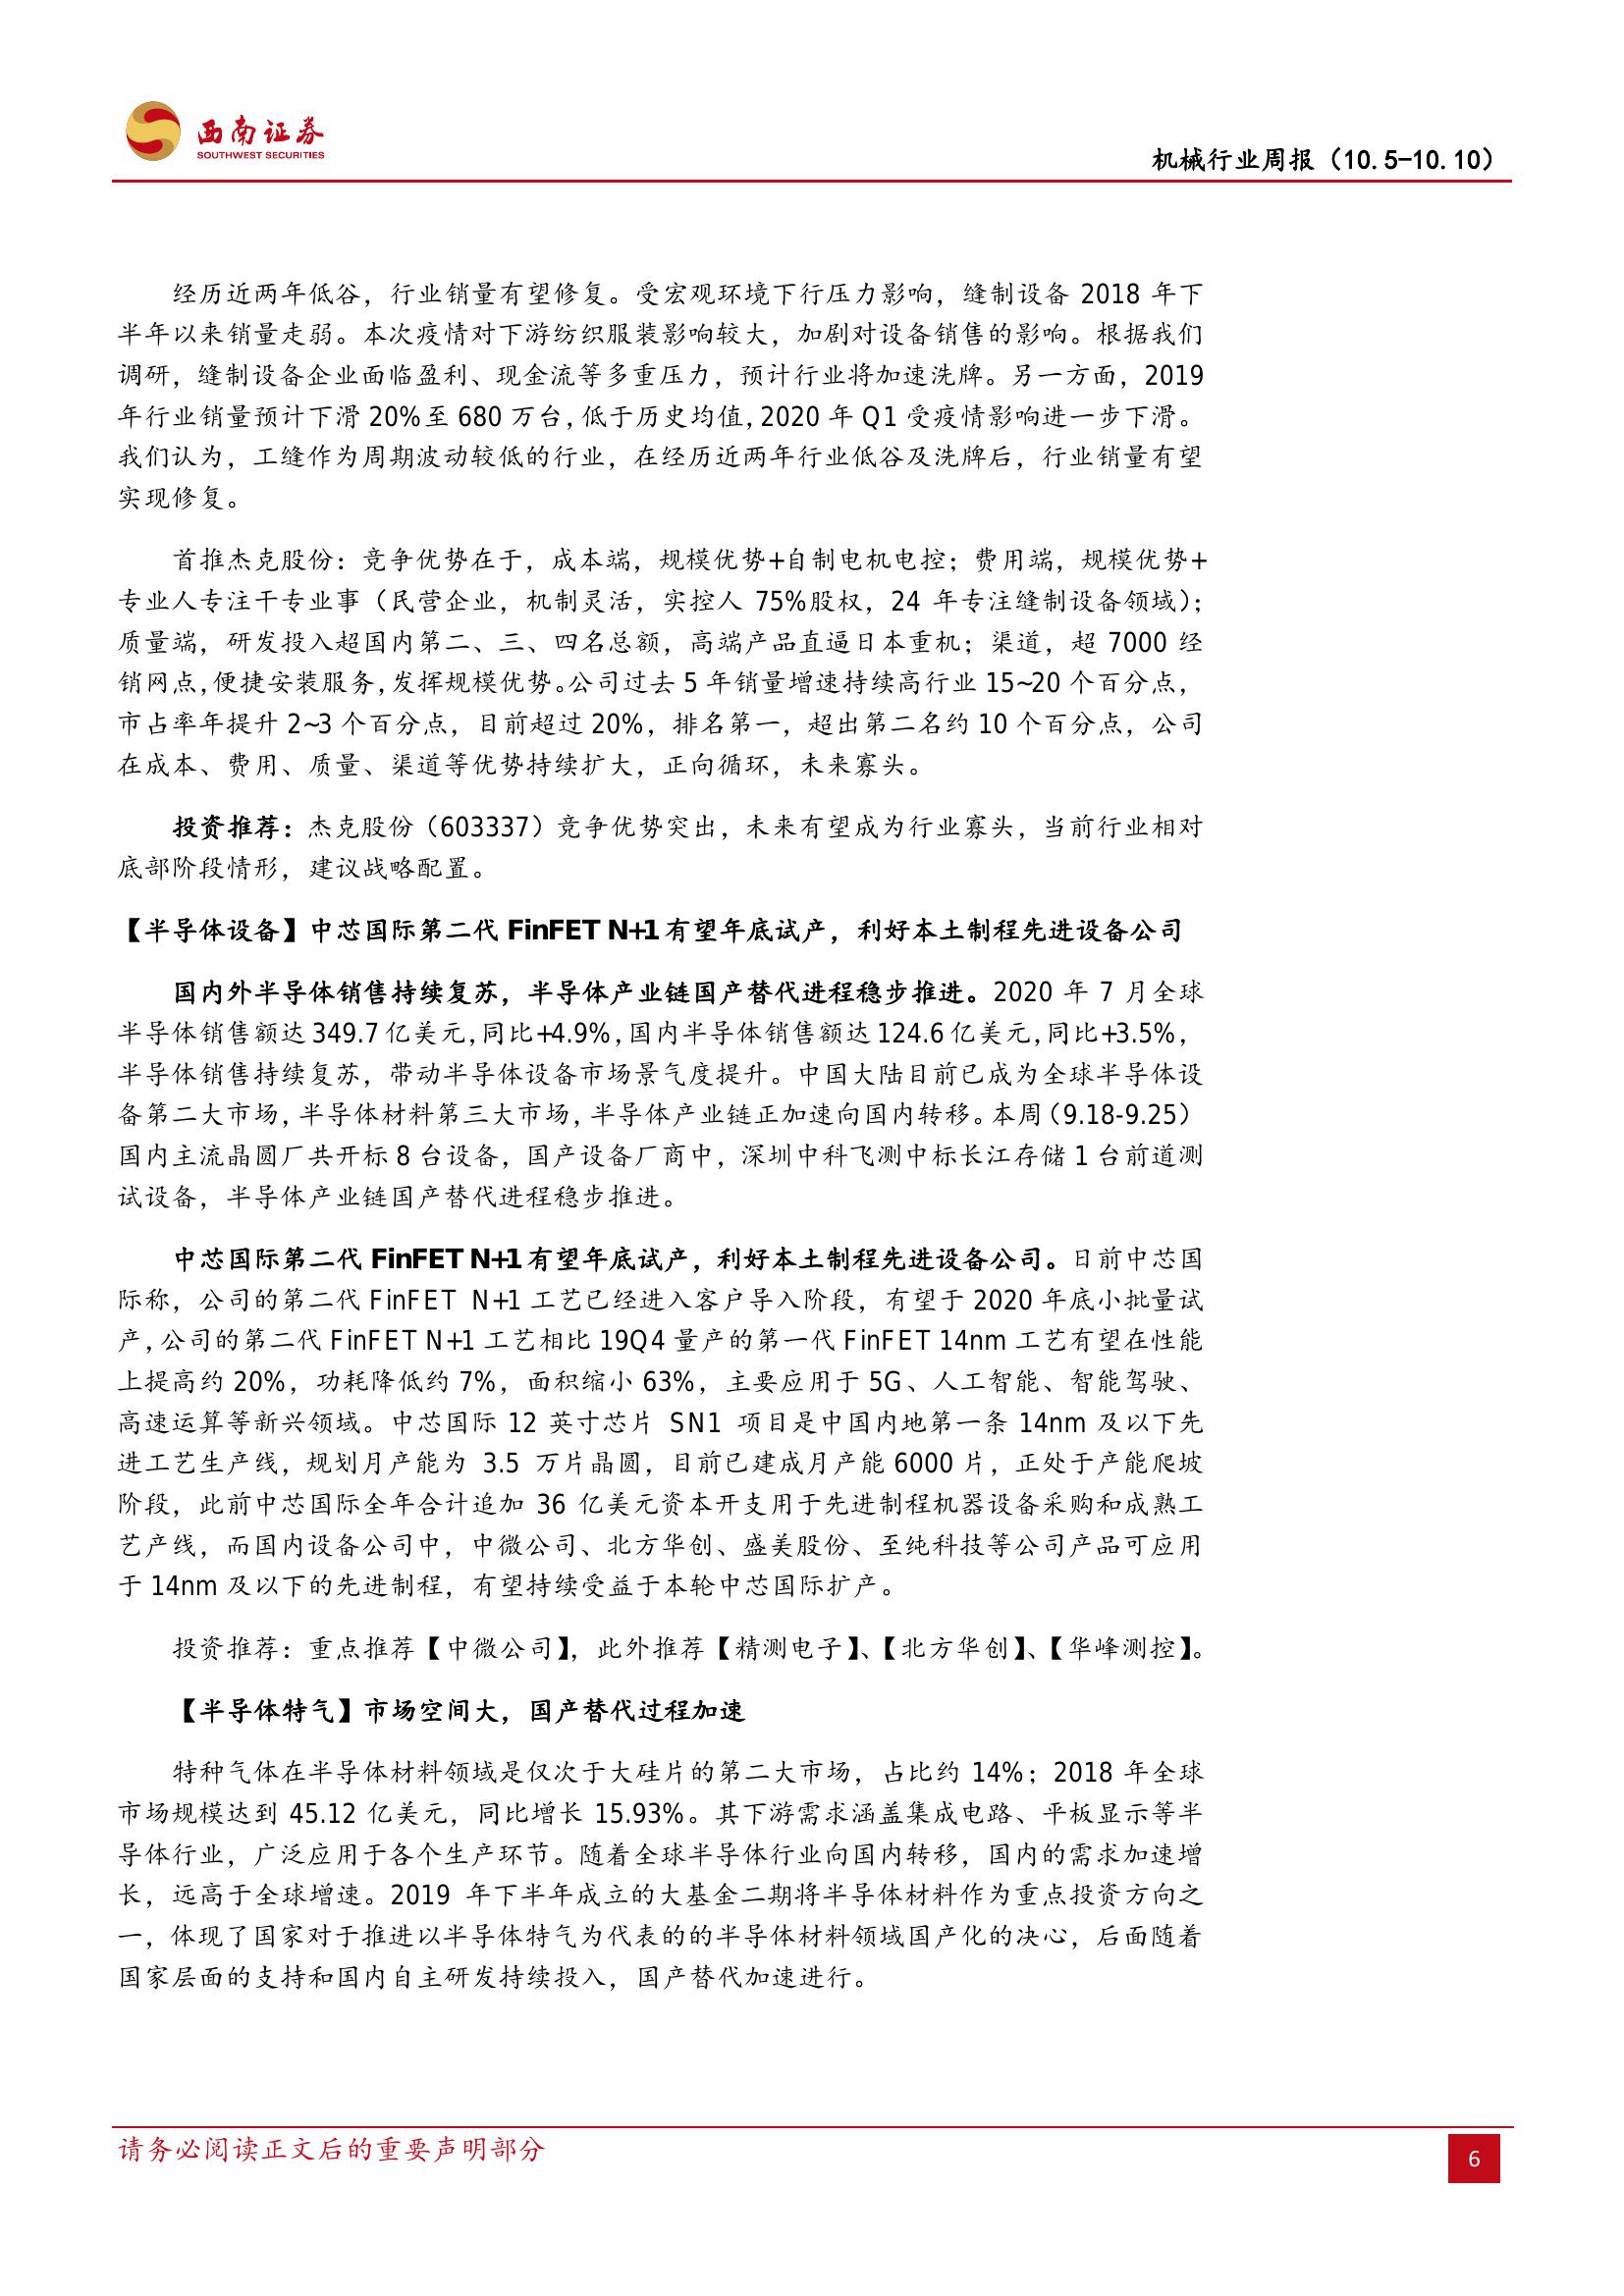 西南证券
SOUTHWEST SECURITIES
机械行业周报（10.5-10.10）
经历近两年低谷，行业销量有望修复。受宏观环境下行压力影响，缝制设备 2018 年下
半年以来销量走弱。本次疫情对下游纺织服装影响较大，加剧对设备销售的影响。根据我们
调研，缝制设备企业面临盈利、现金流等多重压力，预计行业将加速洗牌。另一方面，2019
年行业销量预计下滑 20%至 680 万台，低于历史均值，2020 年 Q1 受疫情影响进一步下滑。
我们认为，工缝作为周期波动较低的行业，在经历近两年行业低谷及洗牌后，行业销量有望
实现修复。
首推杰克股份：竞争优势在于，成本端，规模优势+自制电机电控；费用端，规模优势+
专业人专注干专业事（民营企业，机制灵活，实控人 75%股权，24 年专注缝制设备领域）；
质量端，研发投入超国内第二、三、四名总额，高端产品直逼日本重机；渠道，超 7000 经
销网点，便捷安装服务，发挥规模优势。公司过去 5 年销量增速持续高行业 15~20 个百分点，
市占率年提升 2~3 个百分点，目前超过 20%，排名第一，超出第二名约 10 个百分点，公司
在成本、费用、质量、渠道等优势持续扩大，正向循环，未来寡头。
投资推荐：杰克股份（603337）竞争优势突出，未来有望成为行业寡头，当前行业相对
底部阶段情形，建议战略配置。
【半导体设备】中芯国际第二代 FinFET N+1 有望年底试产，利好本土制程先进设备公司
国内外半导体销售持续复苏，半导体产业链国产替代进程稳步推进。2020 年 7 月全球
半导体销售额达 349.7 亿美元，同比+4.9%，国内半导体销售额达 124.6 亿美元，同比+3.5%，
半导体销售持续复苏，带动半导体设备市场景气度提升。中国大陆目前已成为全球半导体设
备第二大市场，半导体材料第三大市场，半导体产业链正加速向国内转移。本周（9.18-9.25）
国内主流晶圆厂共开标 8 台设备，国产设备厂商中，深圳中科飞测中标长江存储 1 台前道测
试设备，半导体产业链国产替代进程稳步推进。
中芯国际第二代 FinFET N+1 有望年底试产，利好本土制程先进设备公司。日前中芯国
际称，公司的第二代 FinFET N+1 工艺已经进入客户导入阶段，有望于 2020 年底小批量试
产，公司的第二代 FinFET N+1 工艺相比 19Q4 量产的第一代 FinFET 14nm 工艺有望在性能
上提高约 20%，功耗降低约 7%，面积缩小 63%，主要应用于 5G、人工智能、智能驾驶、
高速运算等新兴领域。中芯国际 12 英寸芯片 SN1 项目是中国内地第一条 14nm 及以下先
进工艺生产线，规划月产能为 3.5 万片晶圆，目前已建成月产能 6000 片，正处于产能爬坡
阶段，此前中芯国际全年合计追加 36 亿美元资本开支用于先进制程机器设备采购和成熟工
艺产线，而国内设备公司中，中微公司、北方华创、盛美股份、至纯科技等公司产品可应用
于 14nm 及以下的先进制程，有望持续受益于本轮中芯国际扩产。
投资推荐：重点推荐【中微公司】，此外推荐【精测电子】、【北方华创】、【华峰测控】。
【半导体特气】市场空间大，国产替代过程加速
特种气体在半导体材料领域是仅次于大硅片的第二大市场，占比约 14%；2018 年全球
市场规模达到 45.12 亿美元，同比增长 15.93%。其下游需求涵盖集成电路、平板显示等半
导体行业，广泛应用于各个生产环节。随着全球半导体行业向国内转移，国内的需求加速增
长，远高于全球增速。2019 年下半年成立的大基金二期将半导体材料作为重点投资方向之
一，体现了国家对于推进以半导体特气为代表的的半导体材料领域国产化的决心，后面随着
国家层面的支持和国内自主研发持续投入，国产替代加速进行。
请务必阅读正文后的重要声明部分
6